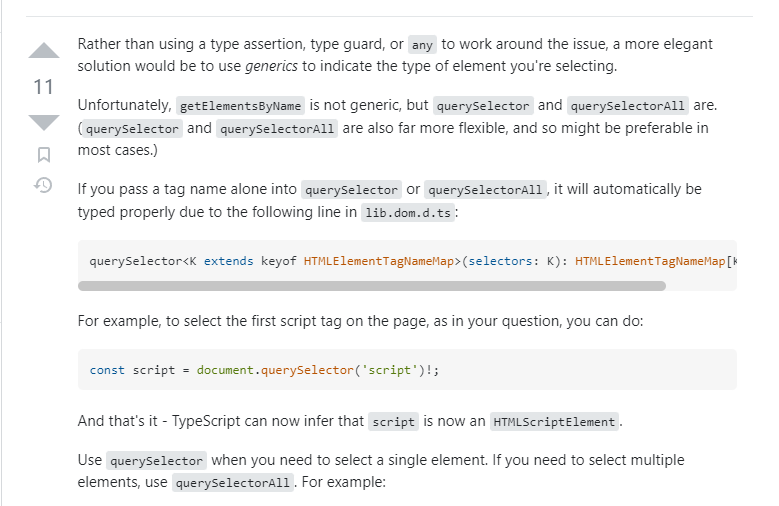 Rather than using a type assertion, type guard, or any to work around the issue, a more elegant
solution would be to use generics to indicate the type of element you're selecting.
11
Unfortunately, getElementsByName is not generic, but querySelector and querySelectorAll are.
(querySelector and querySelectorAll are also far more flexible, and so might be preferable in
most cases.)
If you pass a tag name alone into querySelector or querySelectorAll, it will automatically be
typed properly due to the following line in lib.dom.d.ts:
querySelector<K extends keyof HTMLElementTagNameMap>(selectors: K): HTMLElementTagNameMap[K
For example, to select the first script tag on the page, as in your question, you can do:
const script = document.querySelector('script')!;
And that's it - TypeScript can now infer that script is now an HTMLScriptElement.
Use querySelector when you need to select a single element. If you need to select multiple
elements, use querySelectorAll. For example: